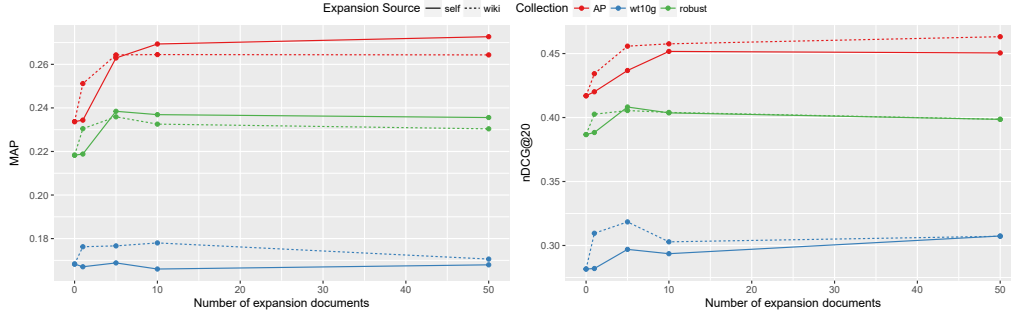 Expansion Source self wiki Collection AP wt10g robust
0.26
0.24
0.22
0.20
0.18
MAP
0 10 20 30 40 50
Number of expansion documents
0.45
0.40
0.35
0.30
nDCG@20
0 10 20 30 40 50
Number of expansion documents